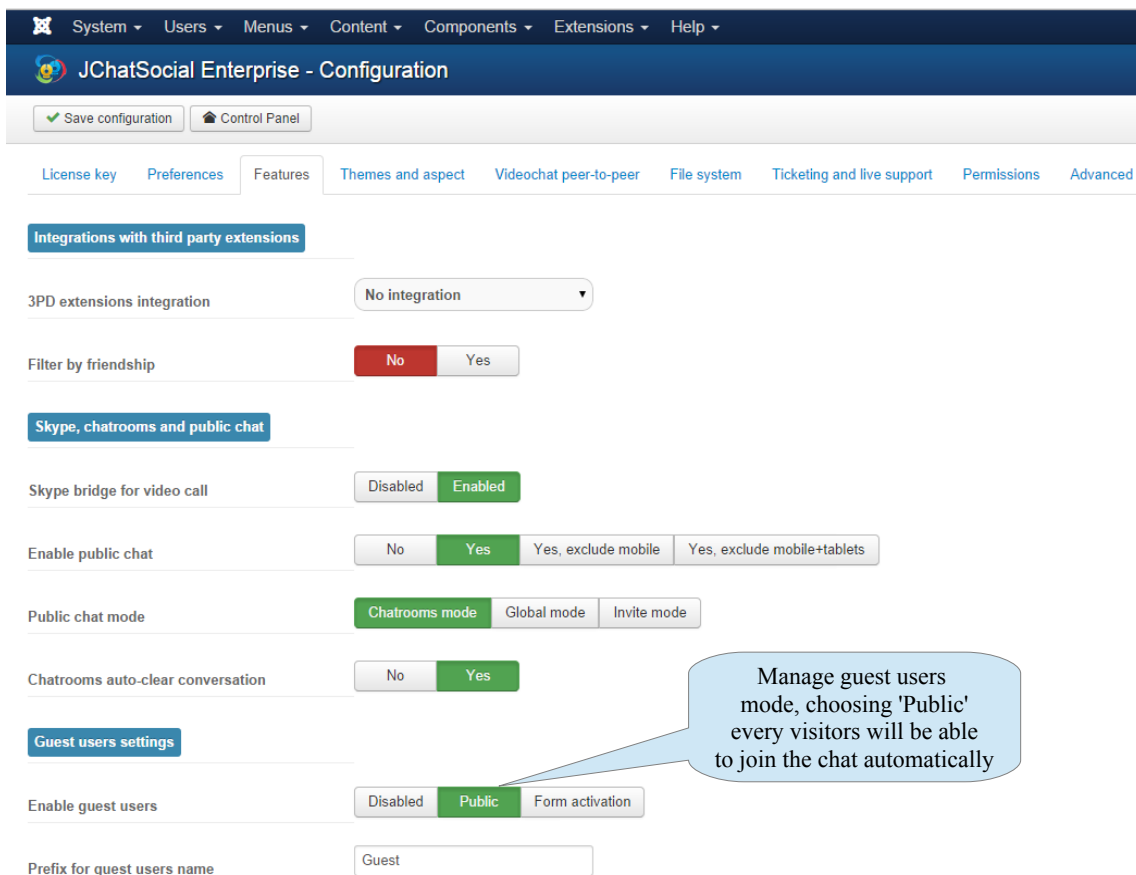 System Users Menus Content Components Extensions Help
JChatSocial Enterprise - Configuration
Save configuration Control Panel
License key Preferences Features Themes and aspect Videochat peer-to-peer File system Ticketing and live support Permissions Advanced
Integrations with third party extensions
3PD extensions integration No integration
Filter by friendship No Yes
Skype, chatrooms and public chat
Skype bridge for video call Disabled Enabled
Enable public chat No Yes Yes, exclude mobile Yes, exclude mobile+tablets
Public chat mode Chatrooms mode Global mode Invite mode
Chatrooms auto-clear conversation No Yes
Manage guest users
mode, choosing 'Public'
every visitors will be able
to join the chat automatically
Guest users settings
Enable guest users Disabled Public Form activation
Prefix for guest users name Guest